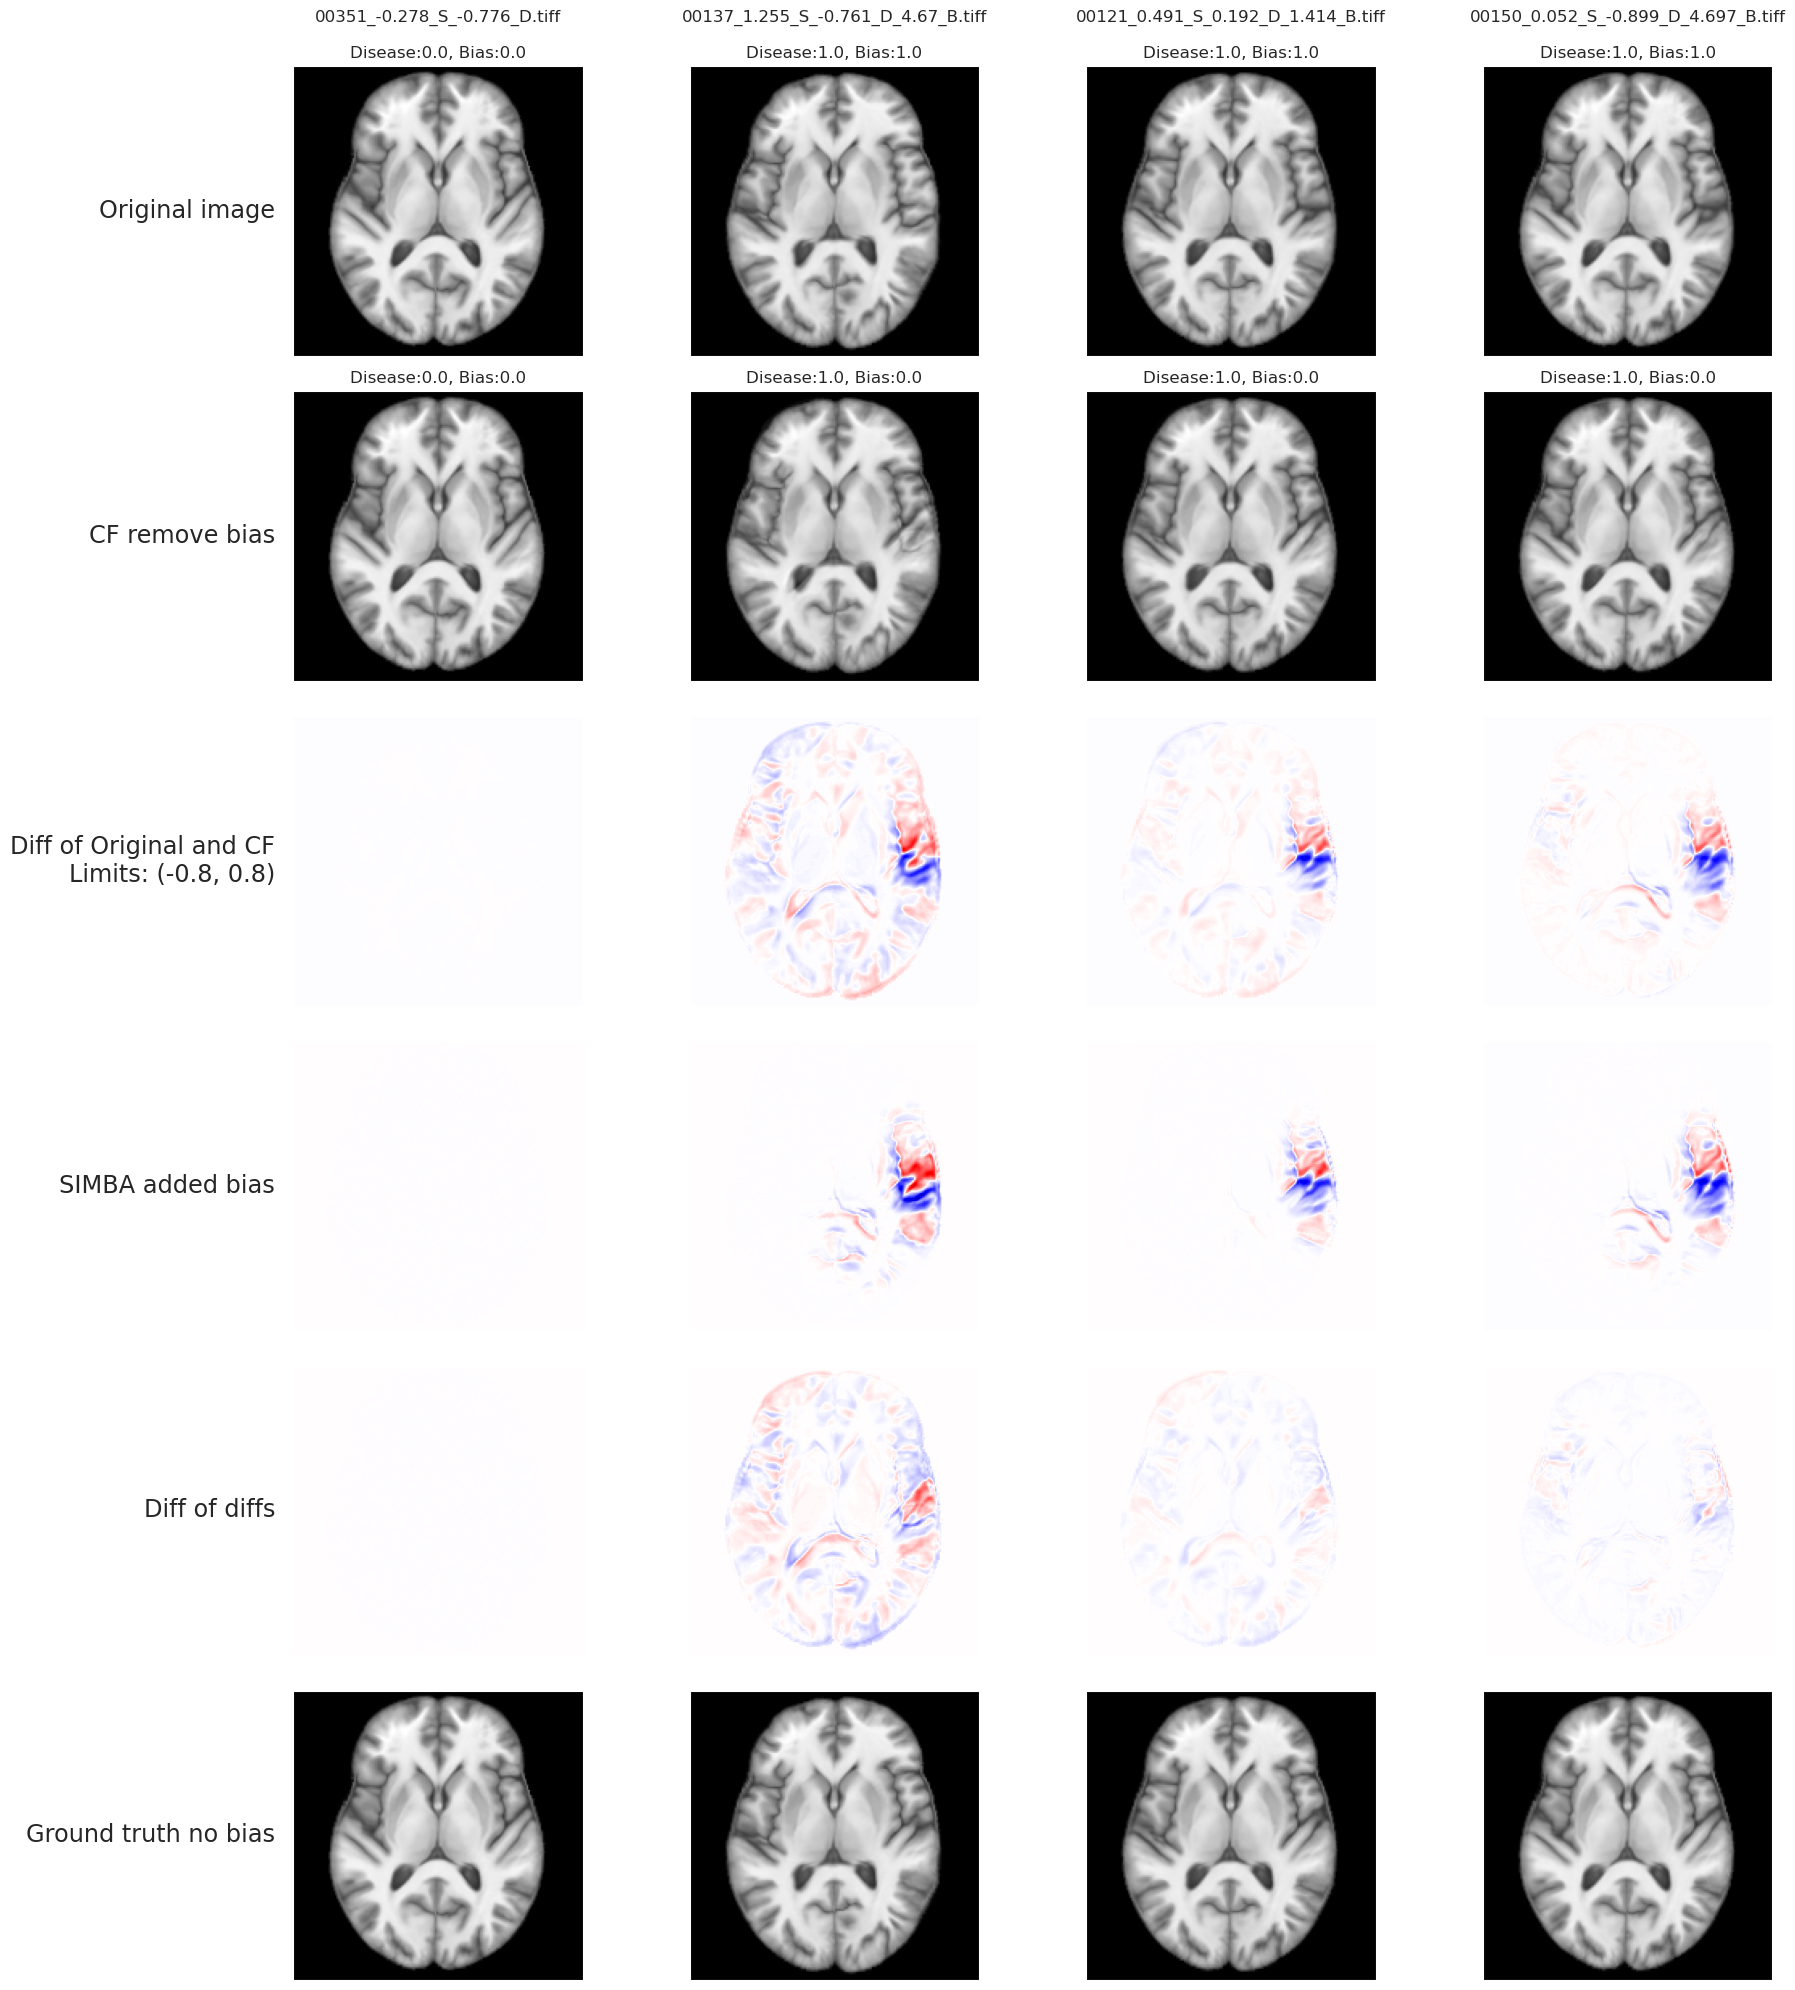 00351_-0.278_S_-0.776_D.tiff
00137_1.255_S_-0.761_D_4.67_B.tiff
00121_0.491_S_0.192_D_1.414_B.tiff
00150_0.052_S_-0.899_D_4.697_B.tiff
Disease:0.0, Bias:0.0
Disease:1.0, Bias:1.0
Disease:1.0, Bias:1.0
Disease:1.0, Bias:1.0
Original image
Disease:0.0, Bias:0.0
Disease:1.0, Bias:0.0
Disease:1.0, Bias:0.0
Disease:1.0, Bias:0.0
CF remove bias
Diff of Original and CF
Limits: (-0.8, 0.8)
SIMBA added bias
Diff of diffs
Ground truth no bias